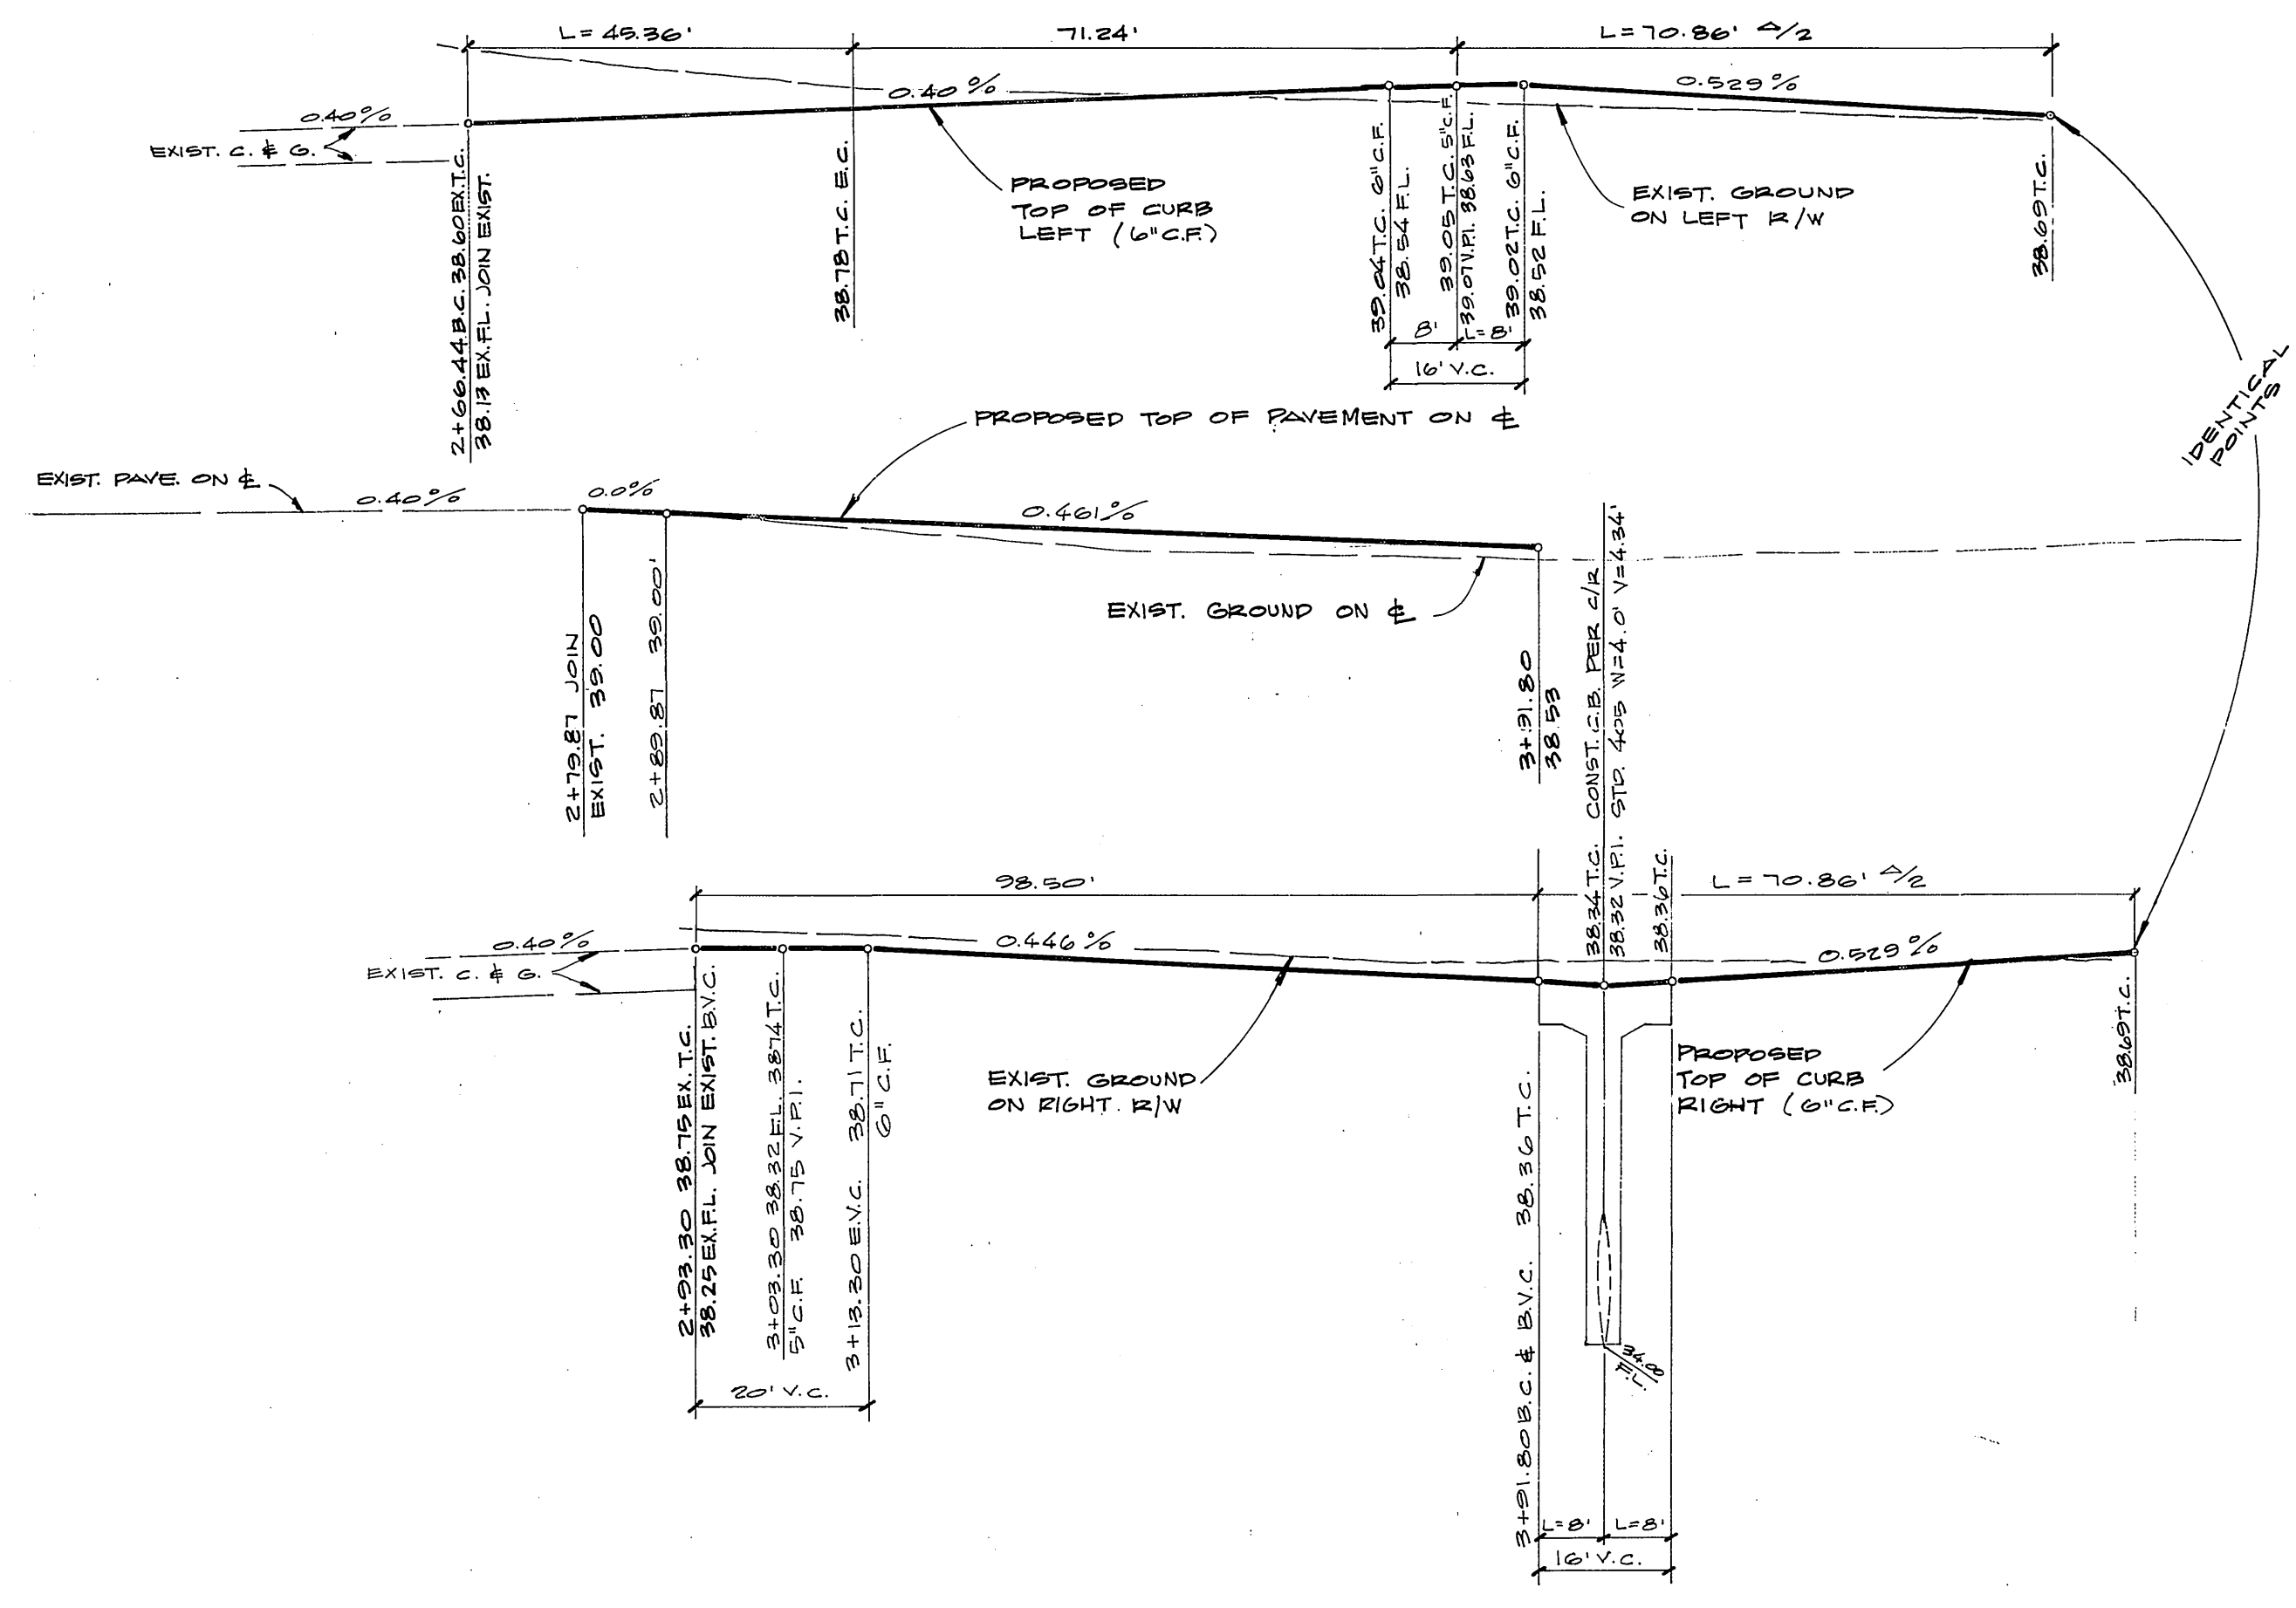 L= 45.36'
71.24'
L= 70.86' Δ/2
0.40%
0.40%
0.529%
EXIST. C. & G.
PROPOSED
TOP OF CURB
LEFT (6" C.F.)
EXIST. GROUND
ON LEFT R/W
2+66.44 B.C. 38.60 EX.T.C.
38.13 EX.F.L. JOIN EXIST.
38.78 T.C. E.C.
39.04 T.C. 6" C.F.
38.54 F.L.
39.05 T.C. 5" C.F.
39.07 V.P.I. 38.63 F.L.
39.02 T.C. 6" C.F.
38.52 F.L.
38.69 T.C.
8'
L=8'
16' V.C.
IDENTICAL
POINTS
PROPOSED TOP OF PAVEMENT ON ℄
EXIST. PAVE. ON ℄
0.40%
0.0%
0.461%
EXIST. GROUND ON ℄
2+79.87 JOIN
EXIST. 39.00
2+89.87 39.00'
3+91.80
38.53
38.34 T.C. CONST. C.B. PER C/R
38.32 V.P.I. STD. 405 W=4.0' V=4.34'
38.36 T.C.
98.50'
L= 70.86' Δ/2
0.40%
0.446%
0.529%
EXIST. C. & G.
EXIST. GROUND
ON RIGHT R/W
PROPOSED
TOP OF CURB
RIGHT (6" C.F.)
2+93.30 38.75 EX. T.C.
38.25 EX.F.L. JOIN EXIST. B.V.C.
3+03.30 38.32 F.L. 38.74 T.C.
5" C.F. 38.75 V.P.I.
3+13.30 E.V.C. 38.71 T.C.
6" C.F.
3+91.80 B.C. & B.V.C. 38.36 T.C.
38.69 T.C.
34.00
F.L.
20' V.C.
L=8'
L=8'
16' V.C.